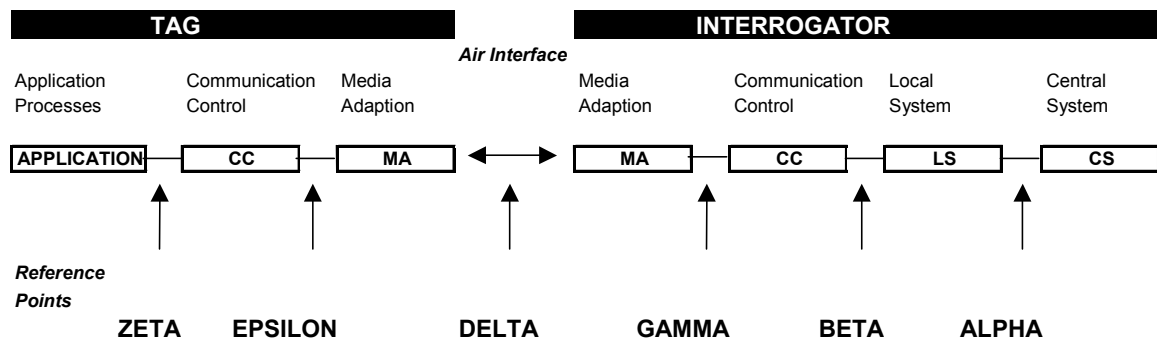 TAG INTERROGATOR
Air Interface
Application Communication Media Media Communication Local Central
Processes Control Adaption Adaption Control System System
APPLICATION CC MA MA CC LS CS
Reference
Points
ZETA EPSILON DELTA GAMMA BETA ALPHA